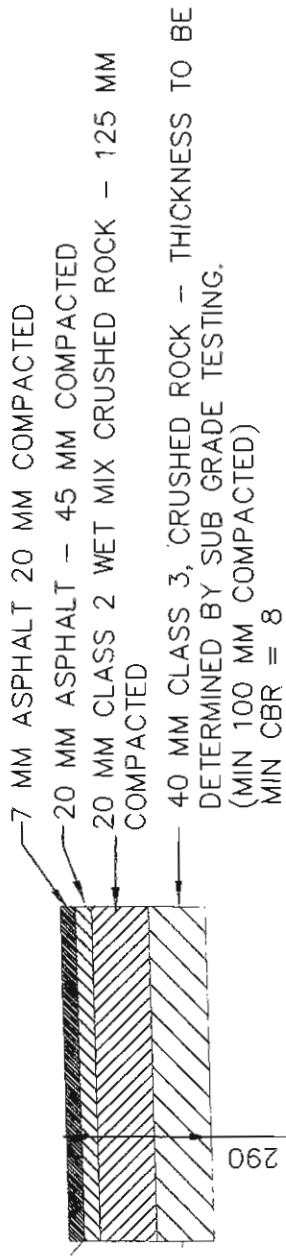 7 MM ASPHALT 20 MM COMPACTED
20 MM ASPHALT - 45 MM COMPACTED
20 MM CLASS 2 WET MIX CRUSHED ROCK - 125 MM
COMPACTED
40 MM CLASS 3, CRUSHED ROCK - THICKNESS TO BE
DETERMINED BY SUB GRADE TESTING.
(MIN 100 MM COMPACTED)
MIN CBR = 8
290